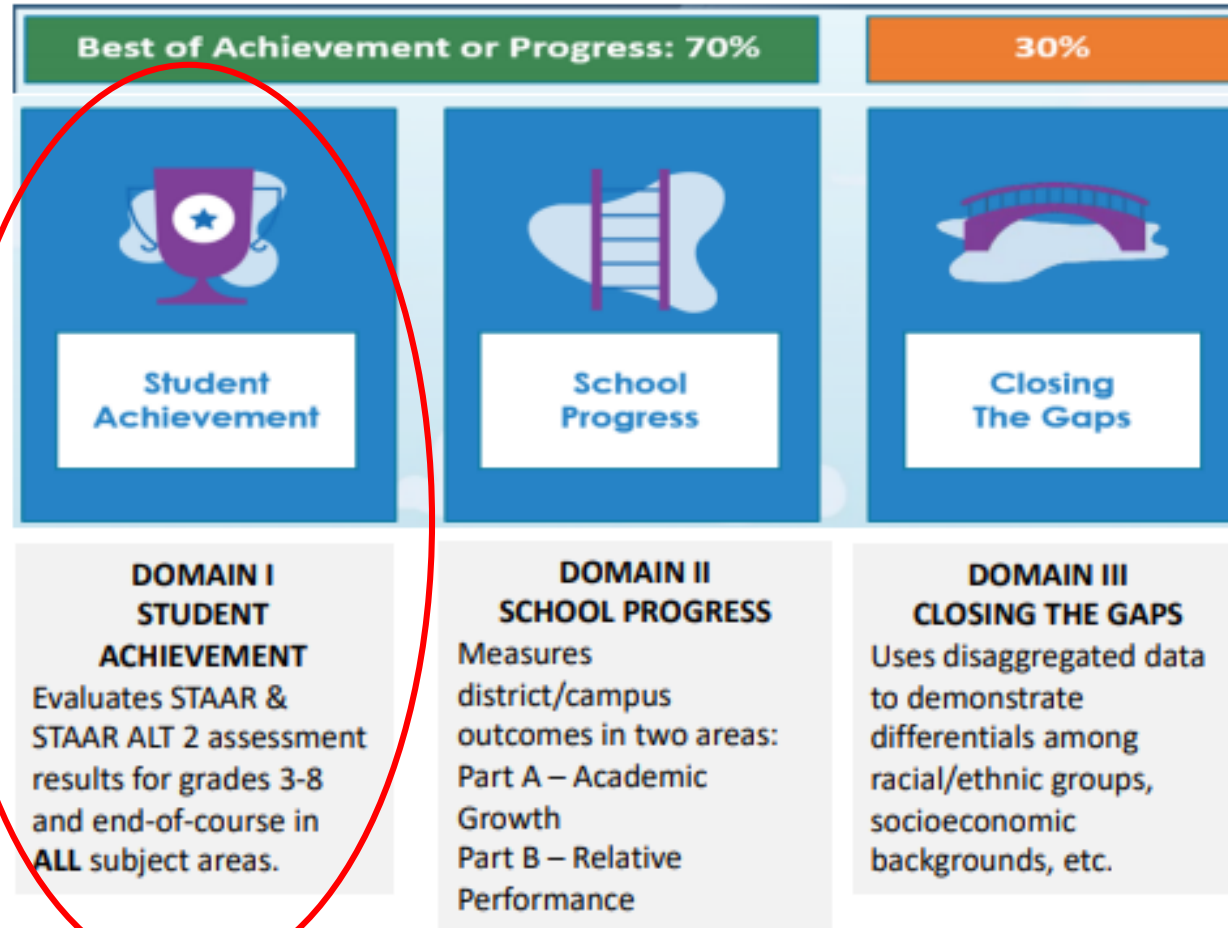 Best of Achievement or Progress: 70%
30%
Student
Achievement
School
Progress
Closing
The Gaps
DOMAIN I
STUDENT
ACHIEVEMENT
Evaluates STAAR &
STAAR ALT 2 assessment
results for grades 3-8
and end-of-course in
ALL subject areas.
DOMAIN II
SCHOOL PROGRESS
Measures
district/campus
outcomes in two areas:
Part A – Academic
Growth
Part B – Relative
Performance
DOMAIN III
CLOSING THE GAPS
Uses disaggregated data
to demonstrate
differentials among
racial/ethnic groups,
socioeconomic
backgrounds, etc.